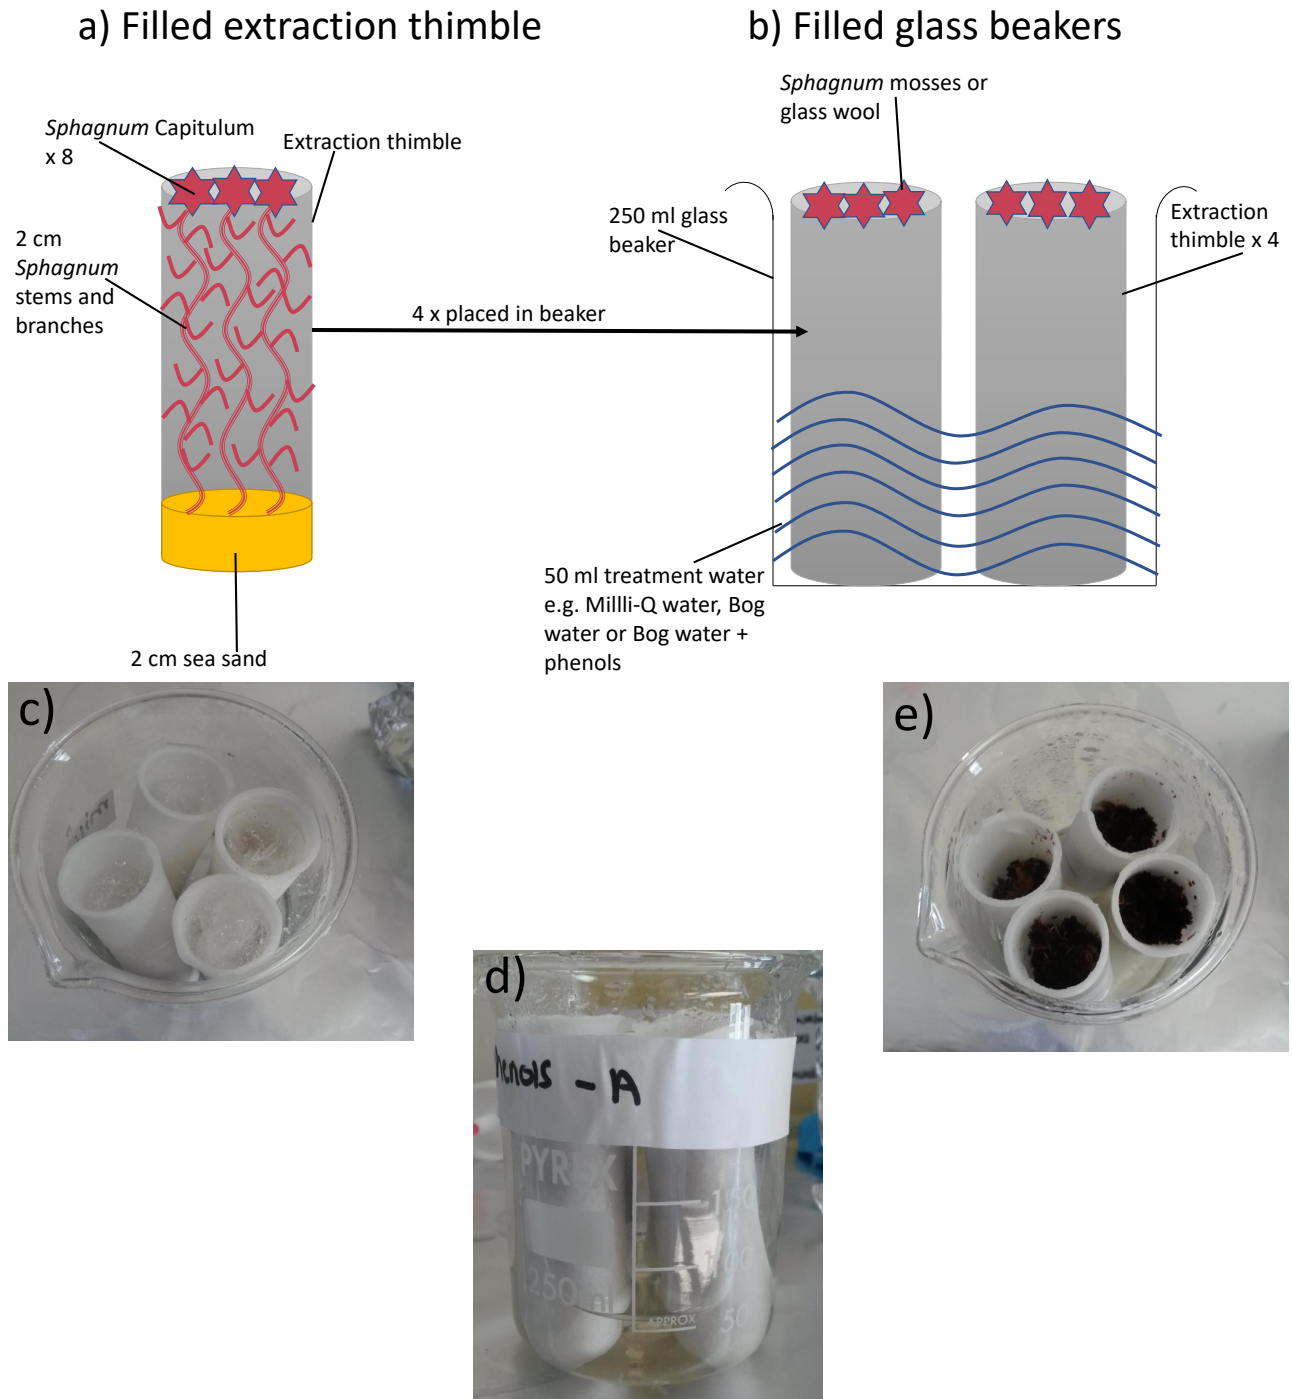 a) Filled extraction thimble
Sphagnum Capitulum
x 8
Extraction thimble
2 cm
Sphagnum
stems and
branches
2 cm sea sand
4 x placed in beaker
b) Filled glass beakers
Sphagnum mosses or
glass wool
250 ml glass
beaker
Extraction
thimble x 4
50 ml treatment water
e.g. Millli-Q water, Bog
water or Bog water +
phenols
c)
d)
henols - A
PYREX
150
100
250ml
APPROX
50
e)